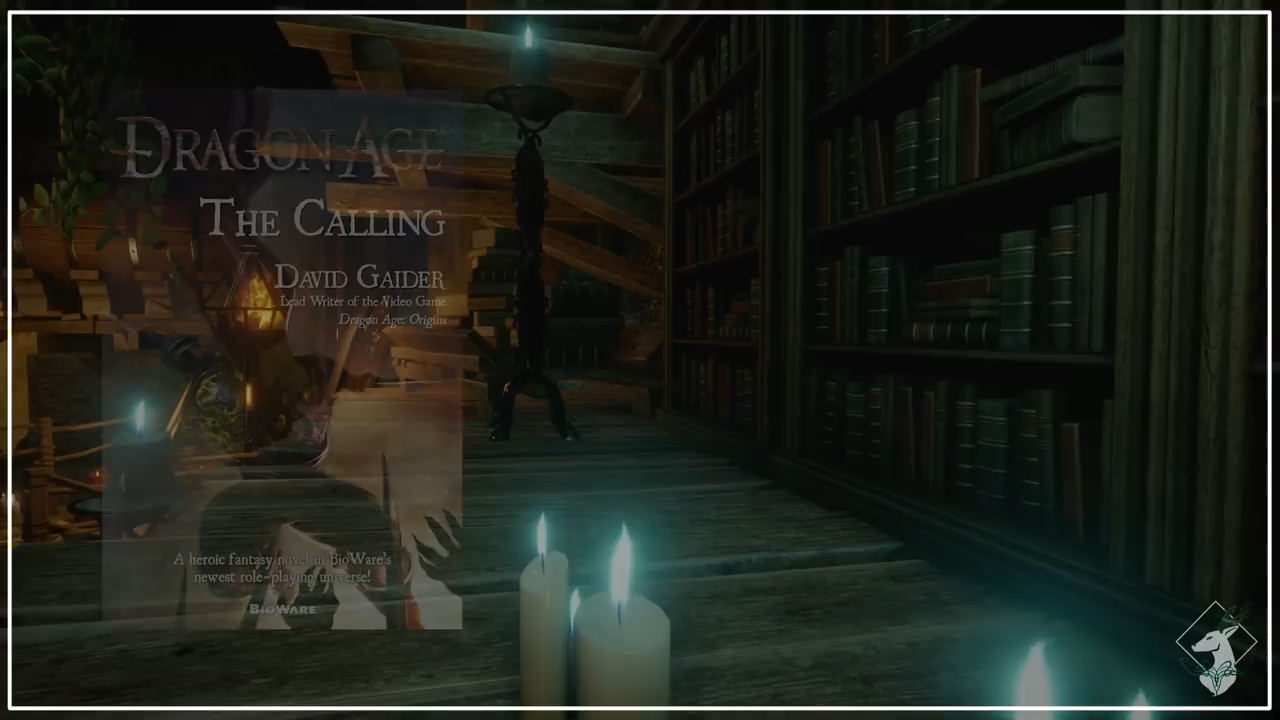 DRAGON AGE
THE CALLING
DAVID GAIDER
Lead Writer of the Video Game
Dragon Age: Origins
A heroic fantasy novel in BioWare's
newest role-playing universe!
BIOWARE